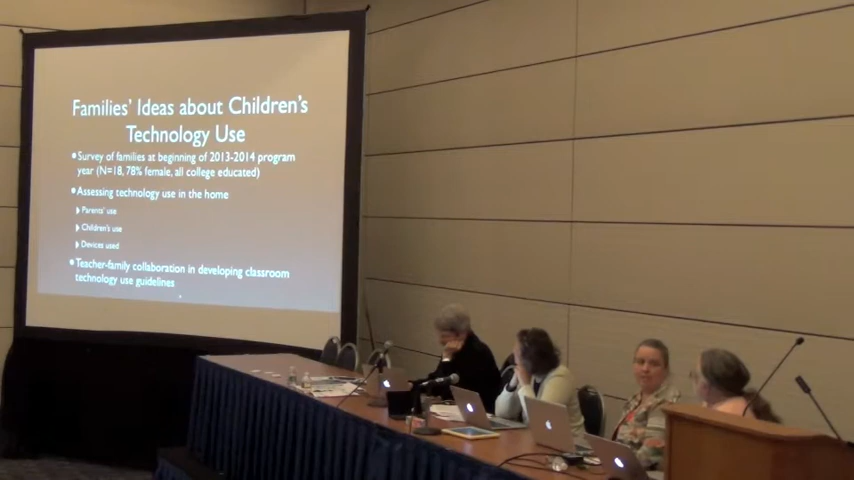 Families' Ideas about Children's
Technology Use
•Survey of families at beginning of 2013-2014 program
year (N=18, 78% female, all college educated)
•Assessing technology use in the home
Parents' use
Children's use
Devices used
•Teacher-family collaboration in developing classroom
technology use guidelines